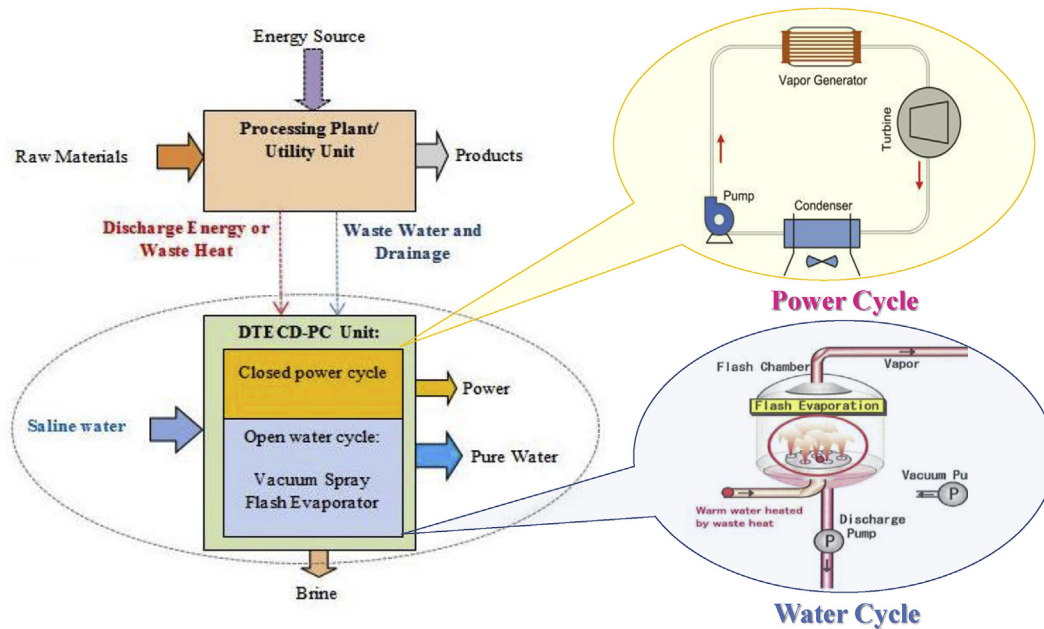 Energy Source
Processing Plant/
Utility Unit
Raw Materials
Products
Discharge Energy or
Waste Heat
Waste Water and
Drainage
DTECD-PC Unit:
Closed power cycle
Power
Saline water
Open water cycle:
Vacuum Spray
Flash Evaporator
Pure Water
Brine
Vapor Generator
Turbine
Pump
Condenser
Power Cycle
Flash Chamber
Vapor
Flash Evaporation
Vacuum Pu
P
Warm water heated
by waste heat
Discharge
Pump
P
Water Cycle